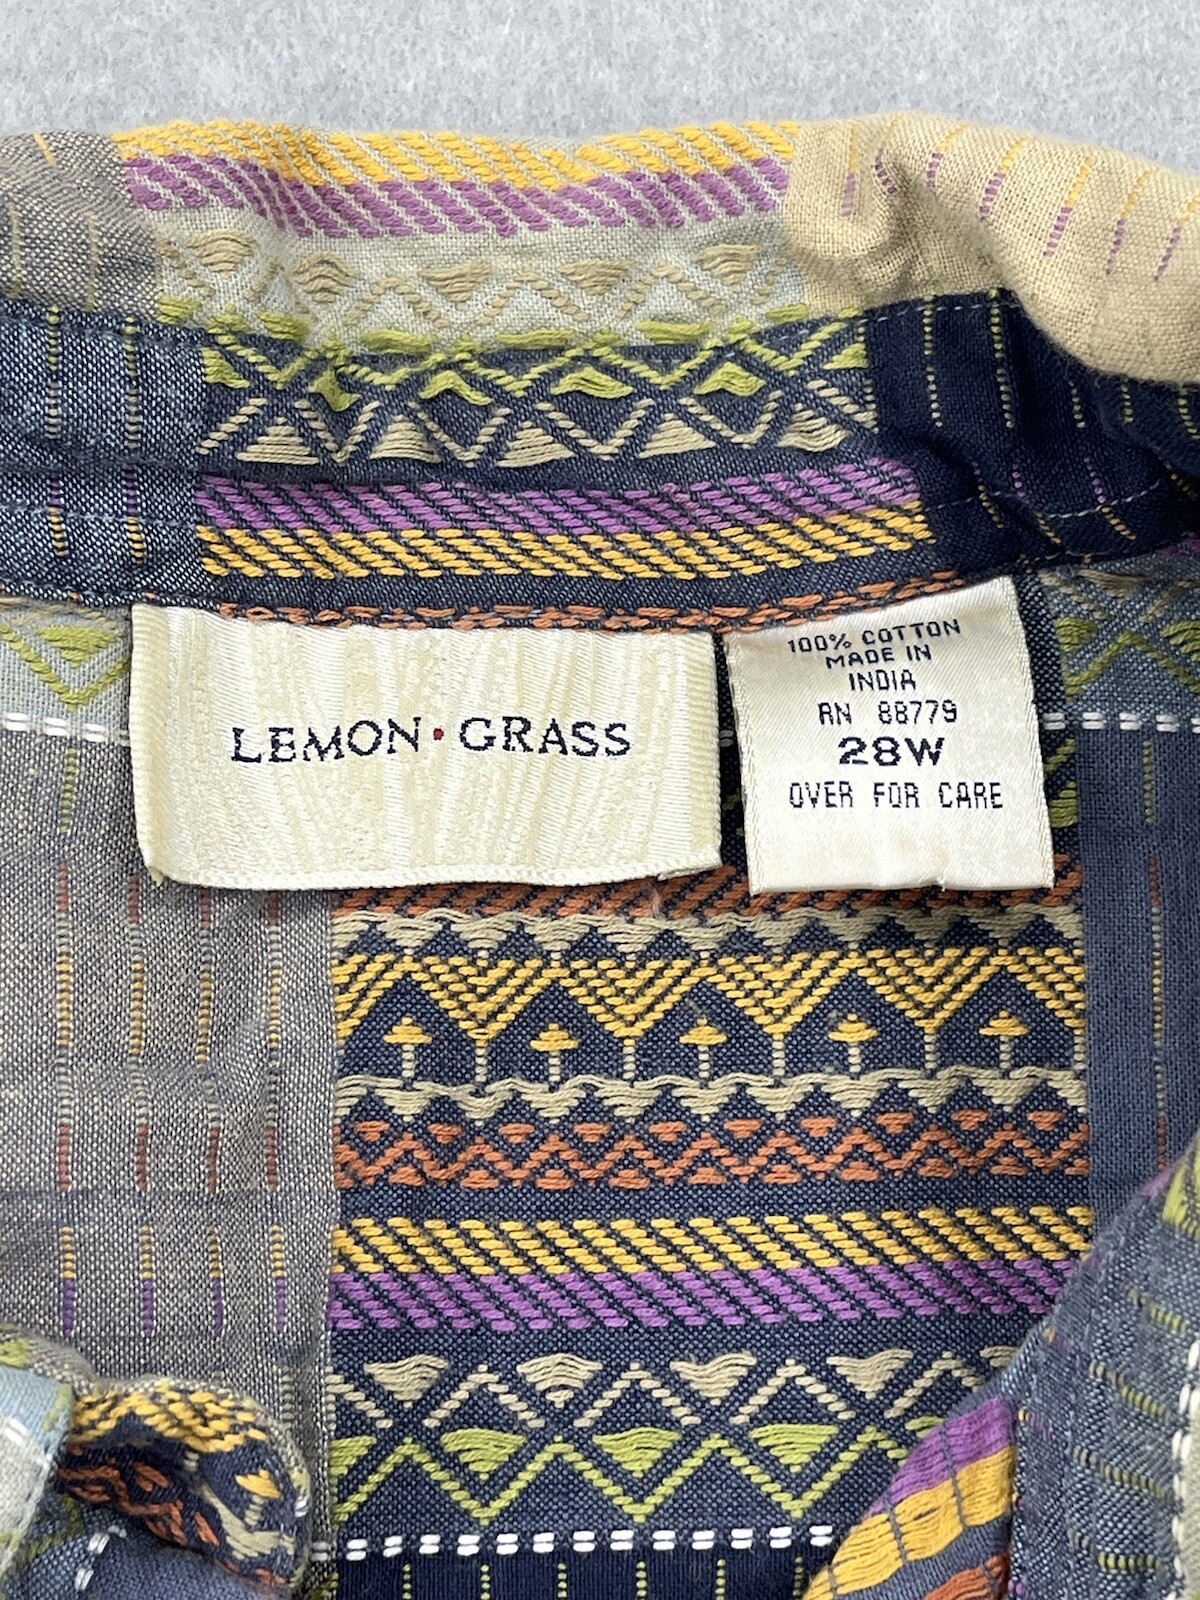 LEMON·GRASS
100% COTTON
MADE IN
INDIA
RN 88779
28W
OVER FOR CARE